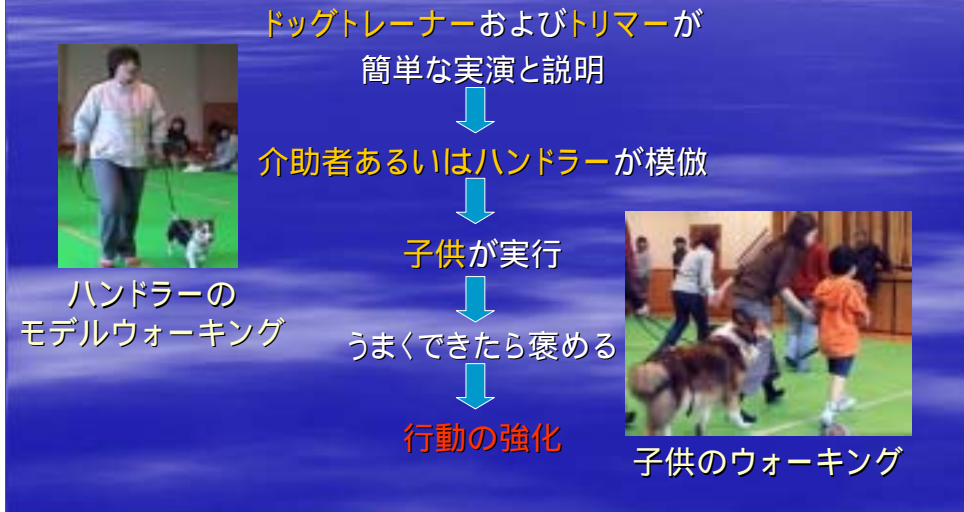 ドッグトレーナーおよびトリマーが
簡単な実演と説明
介助者あるいはハンドラーが模倣
子供が実行
うまくできたら褒める
行動の強化
ハンドラーの
モデルウォーキング
子供のウォーキング